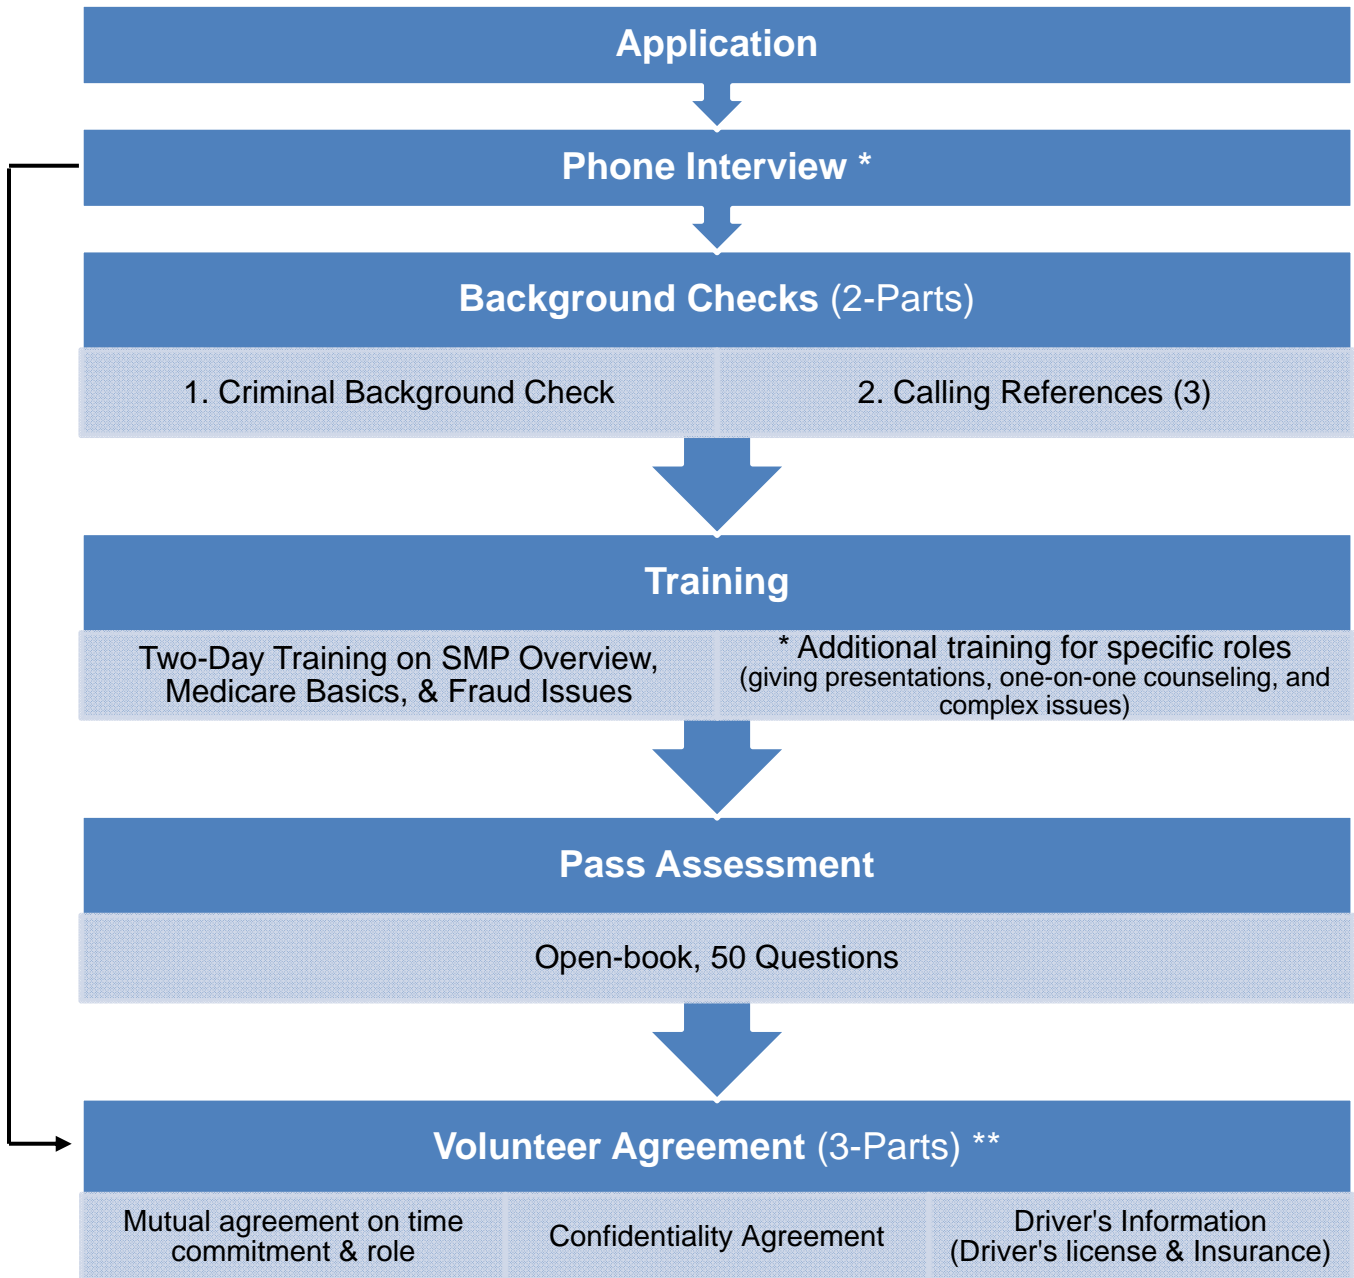 Application
Phone Interview *
Background Checks (2-Parts)
1. Criminal Background Check
2. Calling References (3)
Training
Two-Day Training on SMP Overview,
Medicare Basics, & Fraud Issues
* Additional training for specific roles
(giving presentations, one-on-one counseling, and
complex issues)
Pass Assessment
Open-book, 50 Questions
Volunteer Agreement (3-Parts) **
Mutual agreement on time
commitment & role
Confidentiality Agreement
Driver's Information
(Driver's license & Insurance)